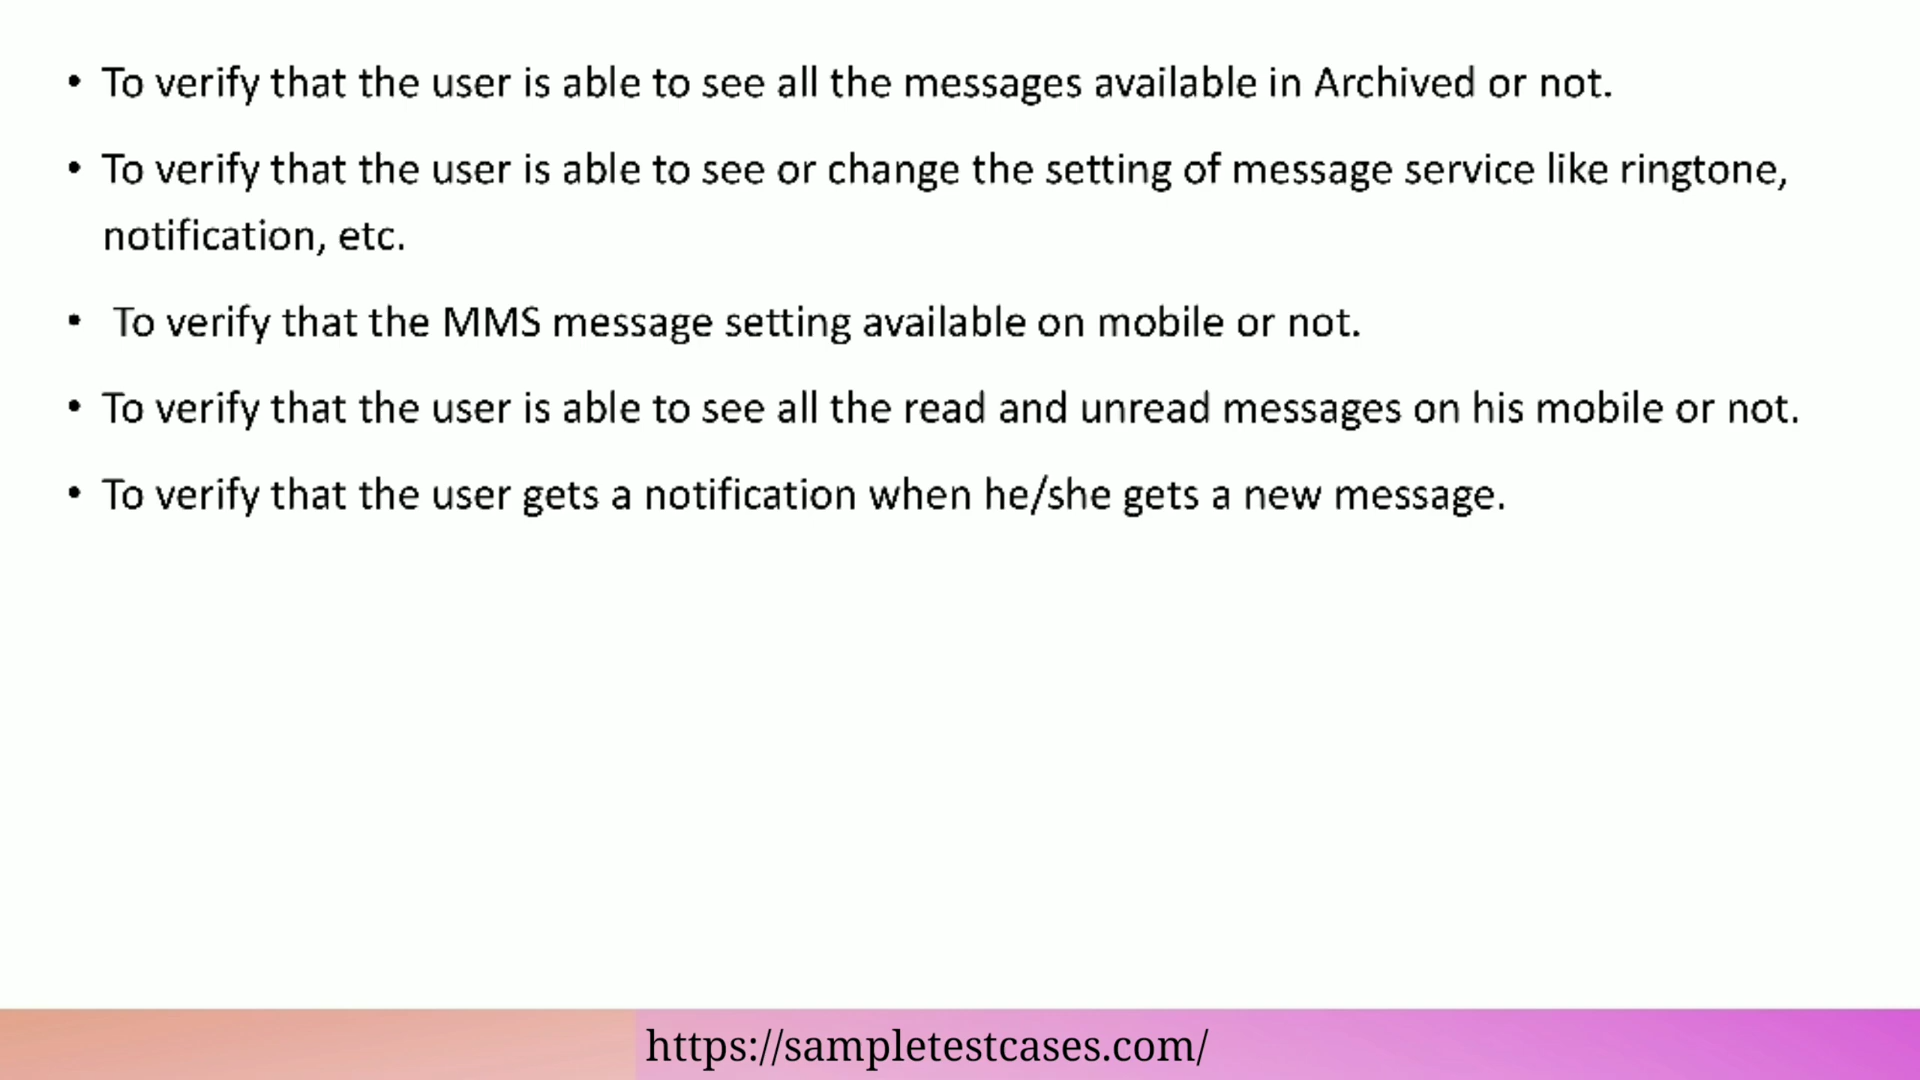 • To verify that the user is able to see all the messages available in Archived or not.
• To verify that the user is able to see or change the setting of message service like ringtone,
notification, etc.
• To verify that the MMS message setting available on mobile or not.
• To verify that the user is able to see all the read and unread messages on his mobile or not.
• To verify that the user gets a notification when he/she gets a new message.
https://sampletestcases.com/